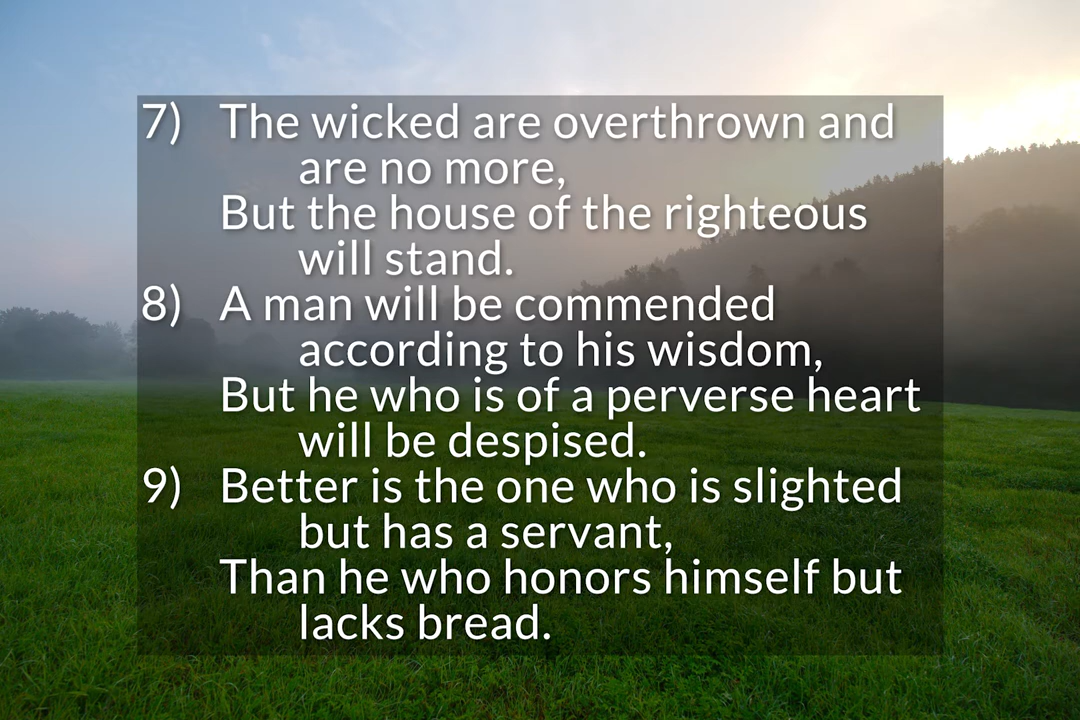 7) The wicked are overthrown and
are no more,
But the house of the righteous
will stand.
8) A man will be commended
according to his wisdom,
But he who is of a perverse heart
will be despised.
9) Better is the one who is slighted
but has a servant,
Than he who honors himself but
lacks bread.